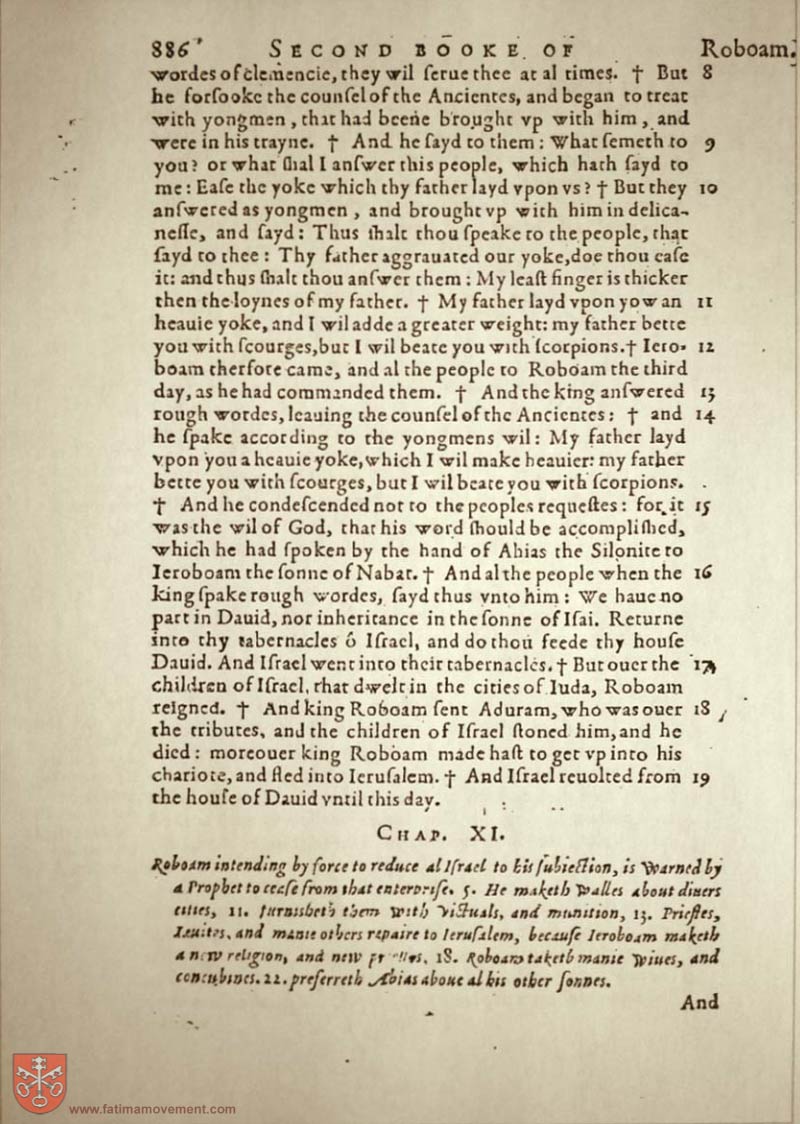 886 SECOND BOOKE OF Roboam.
wordes of clemencie, they wil ſerue thee at al times. † But 8
he forſooke the counſel of the Ancientes, and began to treat
with yongmen, that had beene brought vp with him, and
were in his trayne. † And he ſayd to them: What ſemeth to 9
you? or what ſhal I anſwer this people, which hath ſayd to
me: Eaſe the yoke which thy father layd vpon vs? † But they 10
anſwered as yongmen, and brought vp with him in delica-
neſſe, and ſayd: Thus ſhalt thou ſpeake to the people, that
ſayd to thee: Thy father aggrauated our yoke, doe thou eaſe
it: and thus ſhalt thou anſwer them: My leaſt finger is thicker
then the loynes of my father. † My father layd vpon yow an 11
heauie yoke, and I wil adde a greater weight: my father bette
you with ſcourges, but I wil beate you with ſcorpions. † Iero- 12
boam therfore came, and al the people to Roboam the third
day, as he had commanded them. † And the king anſwered 13
rough wordes, leauing the counſel of the Ancientes: † and 14
he ſpake according to the yongmens wil: My father layd
vpon you a heauie yoke, which I wil make heauier: my father
bette you with ſcourges, but I wil beate you with ſcorpions.
† And he condeſcended not to the peoples requeſtes: for it 15
was the wil of God, that his word ſhould be accompliſhed,
which he had ſpoken by the hand of Ahias the Silonite to
Ieroboam the ſonne of Nabat. † And al the people when the 16
king ſpake rough wordes, ſayd thus vnto him: We haue no
part in Dauid, nor inheritance in the ſonne of Iſai. Returne
into thy tabernacles ô Iſrael, and do thou feede thy houſe
Dauid. And Iſrael went into their tabernacles. † But ouer the 17
children of Iſrael, that dwelt in the cities of Iuda, Roboam
reigned. † And king Roboam ſent Aduram, who was ouer 18
the tributes, and the children of Iſrael ſtoned him, and he
died: moreouer king Roboam made haſt to get vp into his
chariote, and fled into Ieruſalem. † And Iſrael reuolted from 19
the houſe of Dauid vntil this day.
CHAP. XI.
Roboam intending by force to reduce al Iſrael to his ſubiection, is warned by
a Prophet to ceaſe from that enterpriſe. 5. He maketh walles about diuers
cities, 11. furnisheth them with victuals, and munition, 13. Prieſtes,
Leuites, and manie others repaire to Ieruſalem, becauſe Ieroboam maketh
a new religion, and new 18. Roboam taketh manie wiues, and
concubines. 22. preferreth Abias aboue al his other ſonnes.
And
www.fatimamovement.com